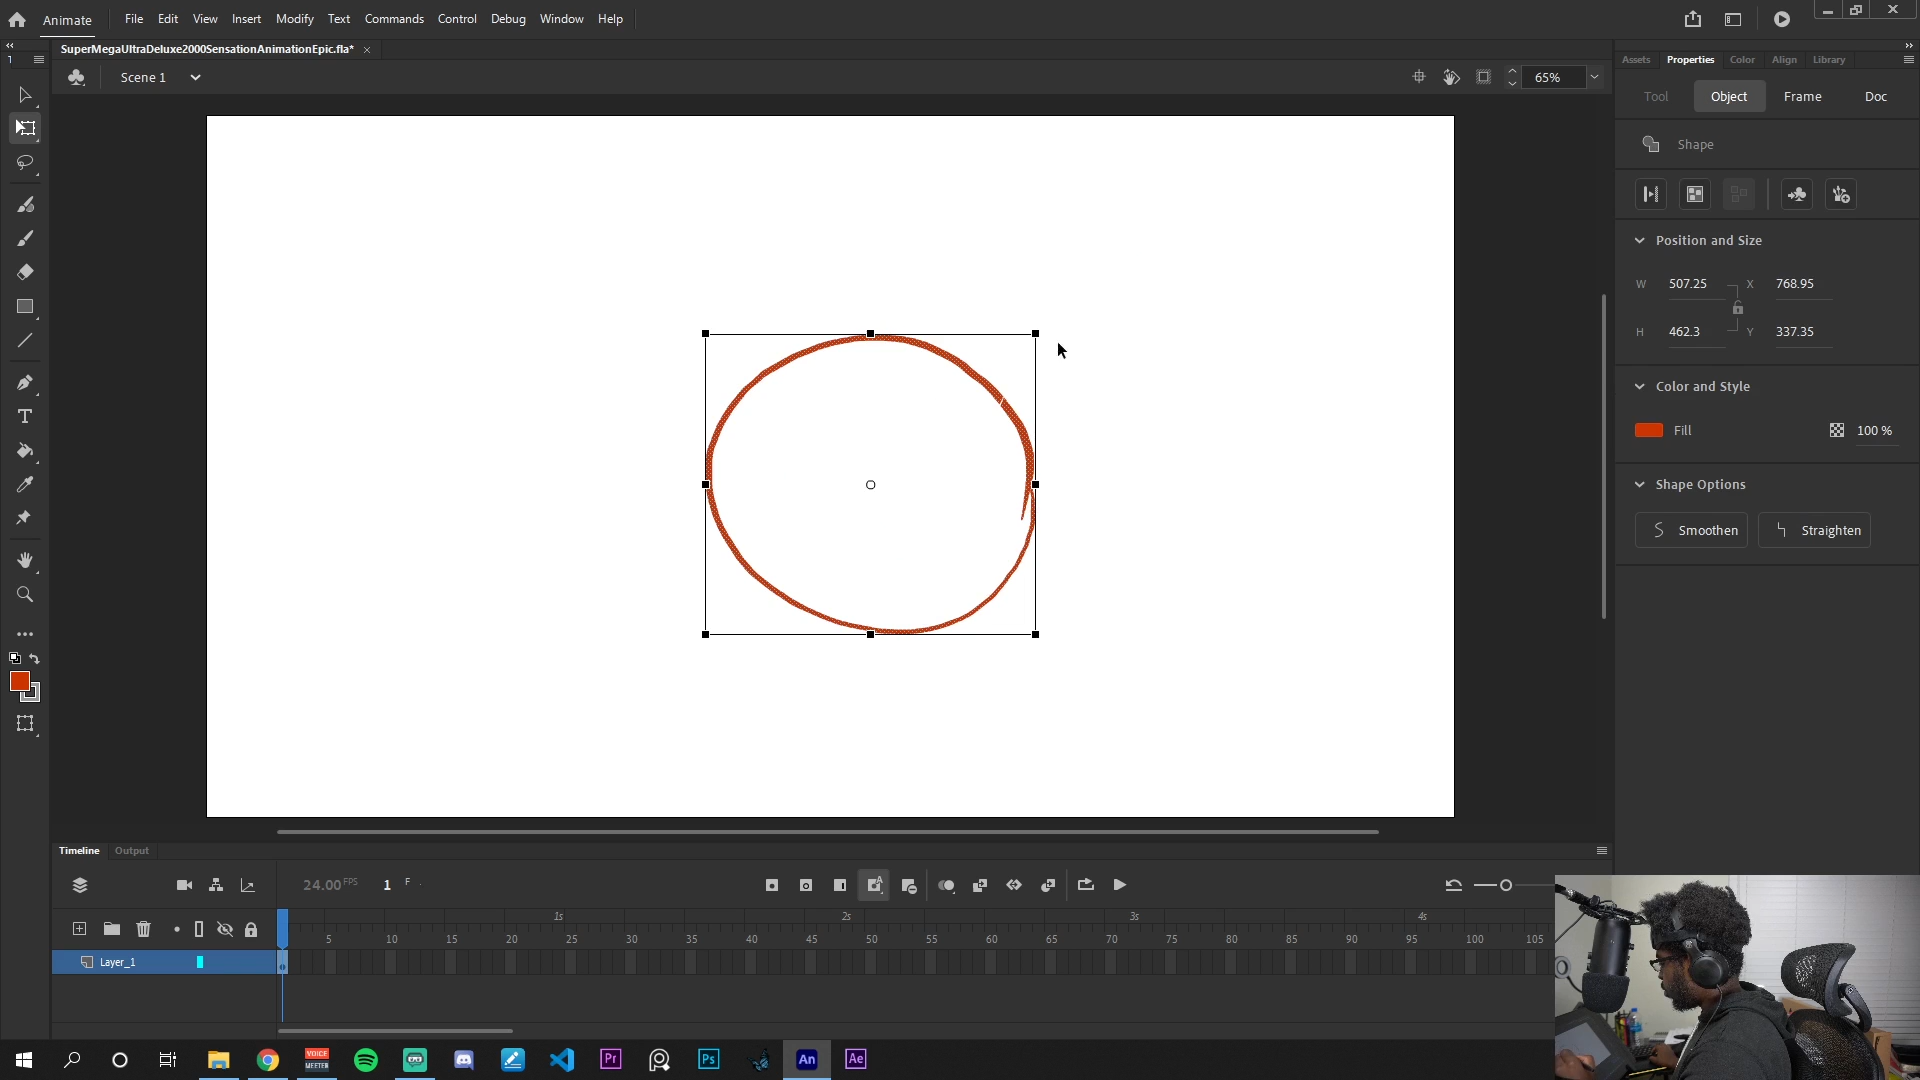 Animate File Edit View Insert Modify Text Commands Control Debug Window Help
SuperMegaUltraDeluxe2000SensationAnimationEpic.fla*
Scene 1
65%
Assets Properties Color Align Library
Tool Object Frame Doc
Shape
Position and Size
W 507.25 X 768.95
H 462.3 Y 337.35
Color and Style
Fill 100 %
Shape Options
Smoothen Straighten
Timeline Output
24.00 FPS 1 F
1s 2s 3s 4s
5 10 15 20 25 30 35 40 45 50 55 60 65 70 75 80 85 90 95 100 105
Layer_1
VOICE
MEETER
Pr
Ps
An
Ae